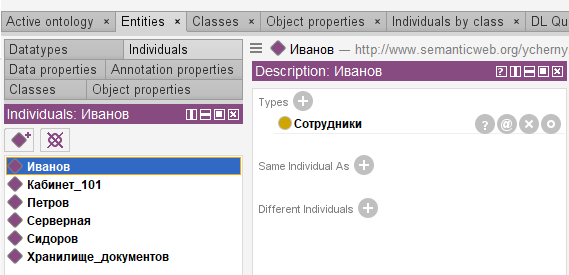 Active ontology × Entities × Classes × Object properties × Individuals by class × DL Qu
Datatypes Individuals
Data properties Annotation properties
Classes Object properties
Individuals: Иванов
Иванов
Кабинет_101
Петров
Серверная
Сидоров
Хранилище_документов
Иванов — http://www.semanticweb.org/ycherny
Description: Иванов
Types
Сотрудники
Same Individual As
Different Individuals